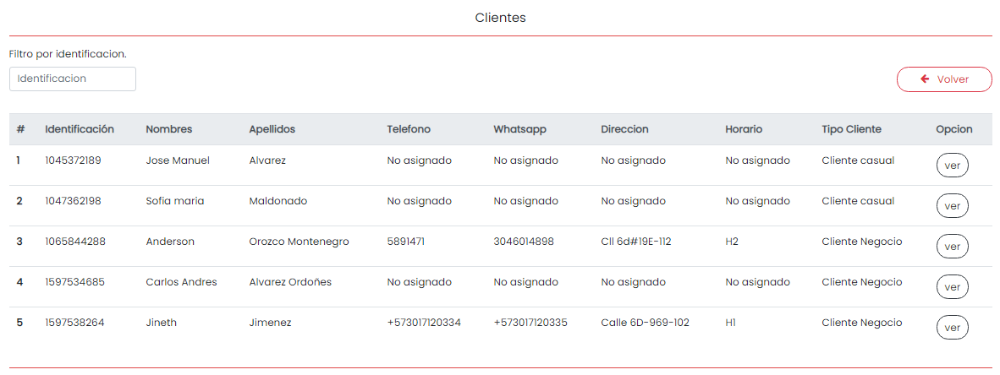 Clientes
Filtro por identificacion.
Identificacion
Volver
# Identificación Nombres Apellidos Telefono Whatsapp Direccion Horario Tipo Cliente Opcion
1 1045372189 Jose Manuel Alvarez No asignado No asignado No asignado No asignado Cliente casual ver
2 1047362198 Sofia maria Maldonado No asignado No asignado No asignado No asignado Cliente casual ver
3 1065844288 Anderson Orozco Montenegro 5891471 3046014898 Cll 6d#19E-112 H2 Cliente Negocio ver
4 1597534685 Carlos Andres Alvarez Ordoñes No asignado No asignado No asignado No asignado Cliente Negocio ver
5 1597538264 Jineth Jimenez +573017120334 +573017120335 Calle 6D-969-102 H1 Cliente Negocio ver